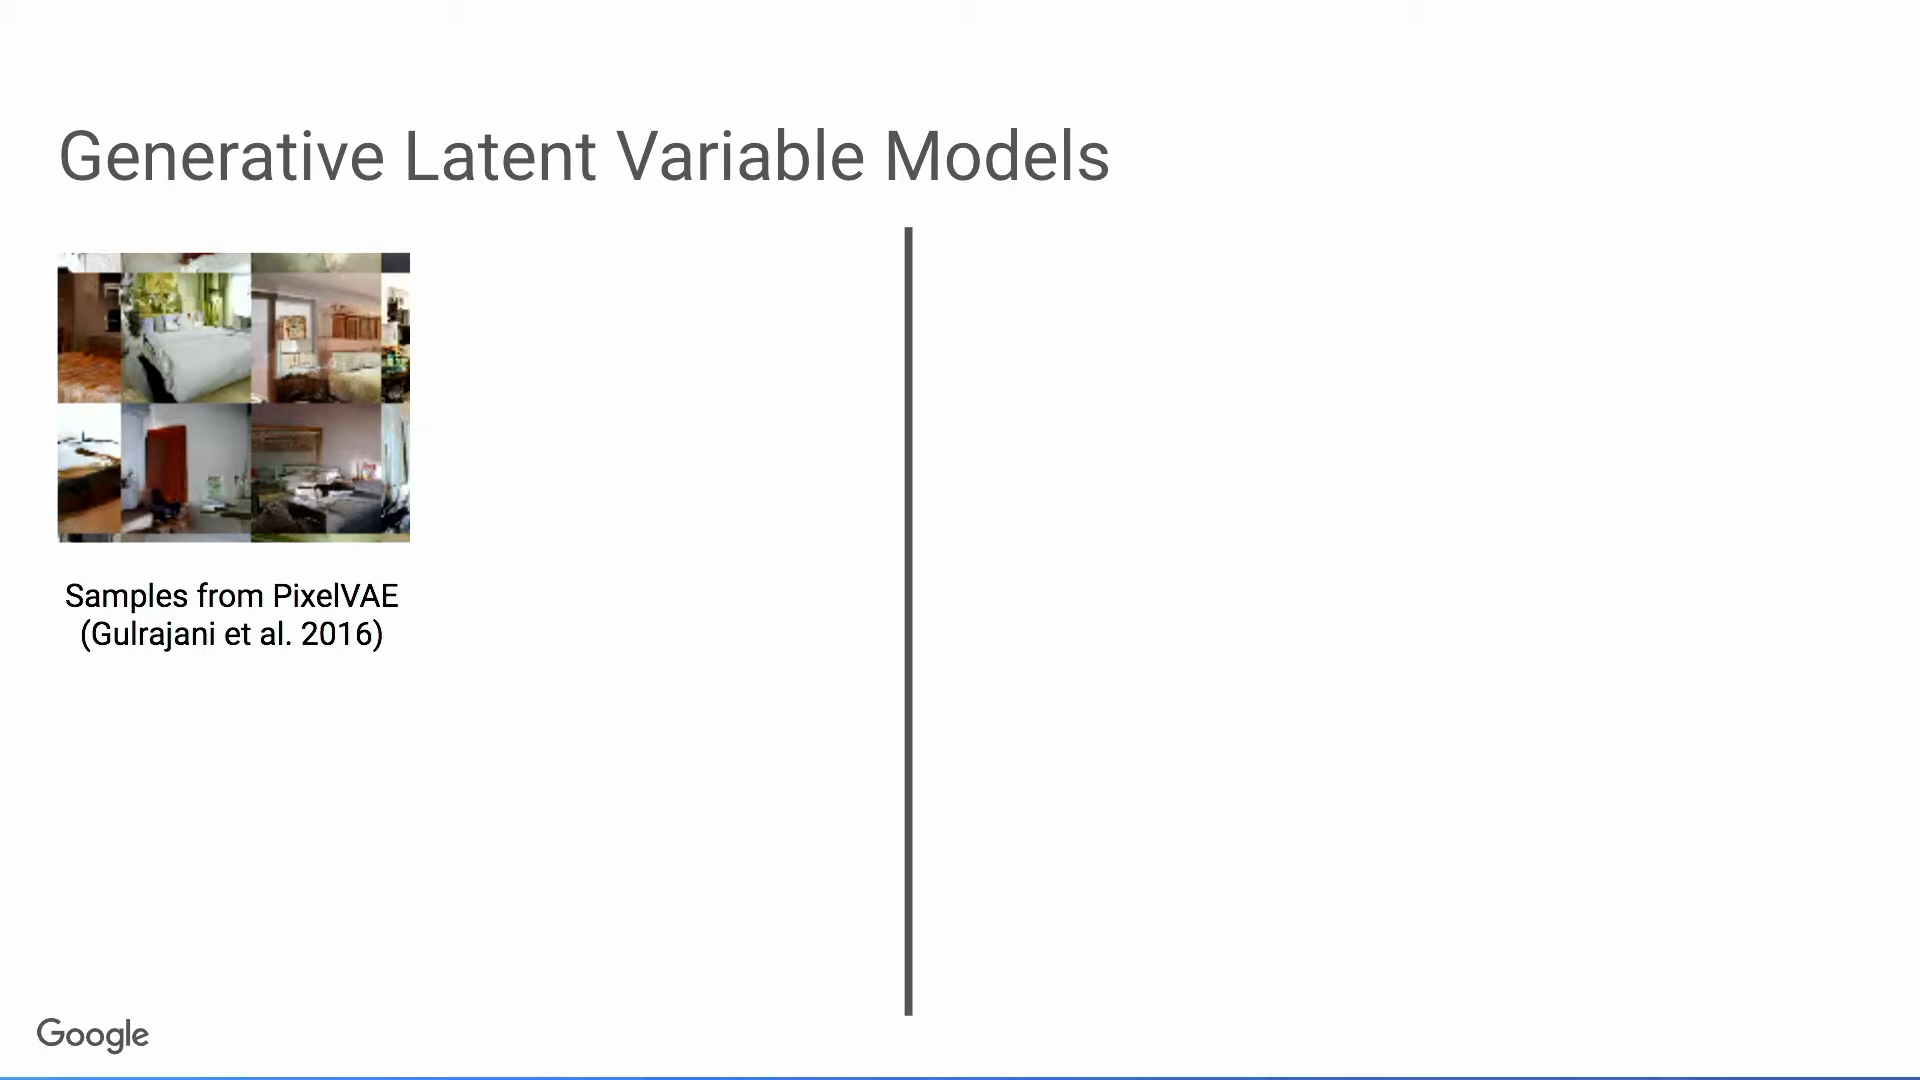 Generative Latent Variable Models
Samples from PixelVAE
(Gulrajani et al. 2016)
Google